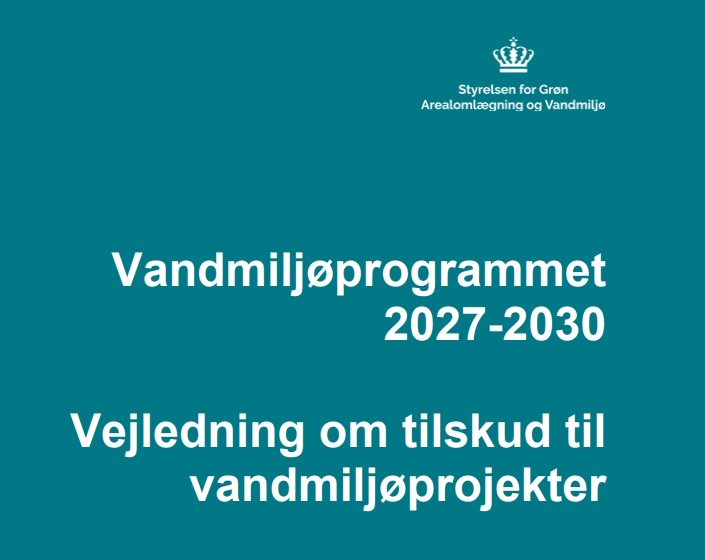 Styrelsen for Grøn
Arealomlægning og Vandmiljø
Vandmiljøprogrammet
2027-2030
Vejledning om tilskud til
vandmiljøprojekter